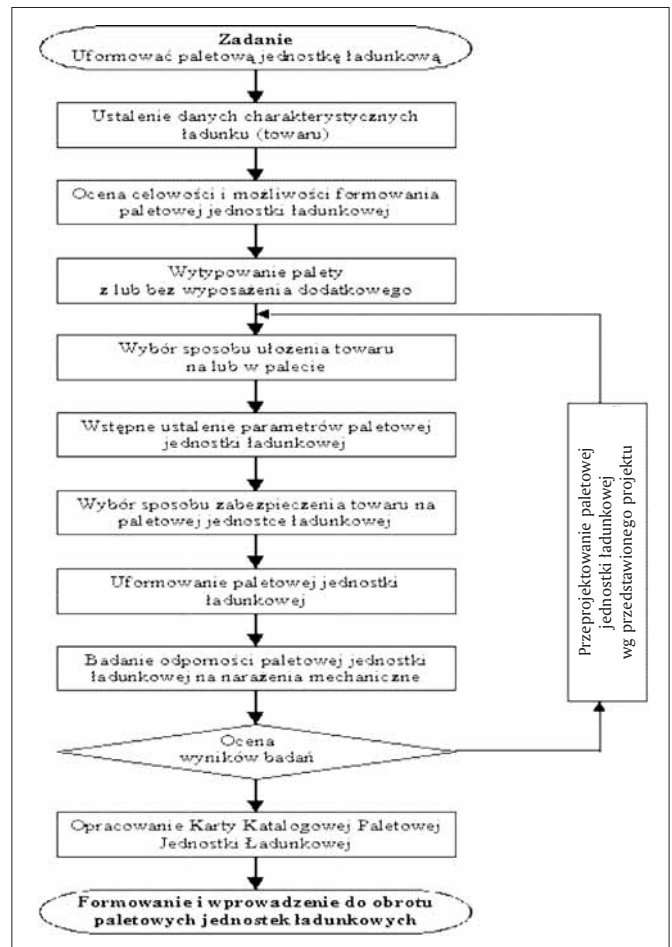 Zadanie
Uformować paletową jednostkę ładunkową
Ustalenie danych charakterystycznych
ładunku (towaru)
Ocena celowości i możliwości formowania
paletowej jednostki ładunkowej
Wytypowanie palety
z lub bez wyposażenia dodatkowego
Wybór sposobu ułożenia towaru
na lub w palecie
Wstępne ustalenie parametrów paletowej
jednostki ładunkowej
Wybór sposobu zabezpieczenia towaru na
paletowej jednostce ładunkowej
Uformowanie paletowej jednostki
ładunkowej
Badanie odporności paletowej jednostki
ładunkowej na narażenia mechaniczne
Ocena
wyników badań
Opracowanie Karty Katalogowej Paletowej
Jednostki Ładunkowej
Formowanie i wprowadzenie do obrotu
paletowych jednostek ładunkowych
Przeprojektowanie paletowej
jednostki ładunkowej
wg przedstawionego projektu